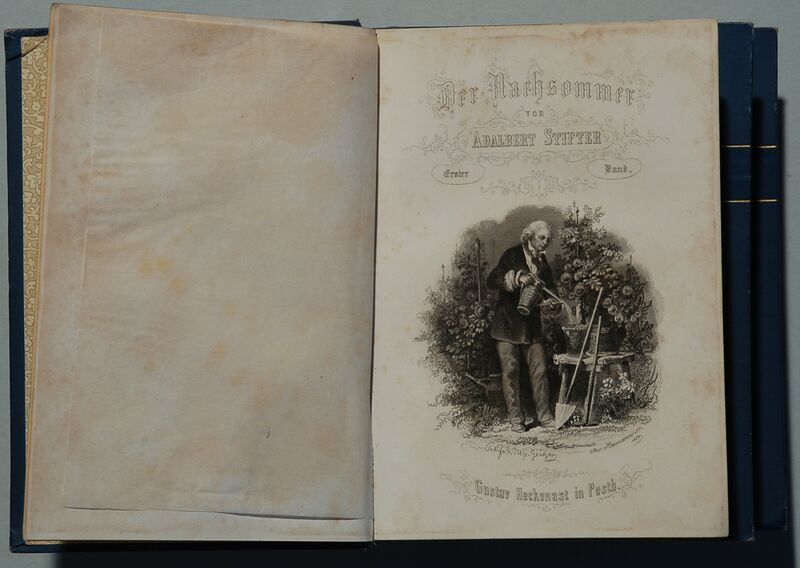 Der Nachsommer
VON
ADALBERT STIFTER
Erster Band.
Gustav Heckenast in Pesth.